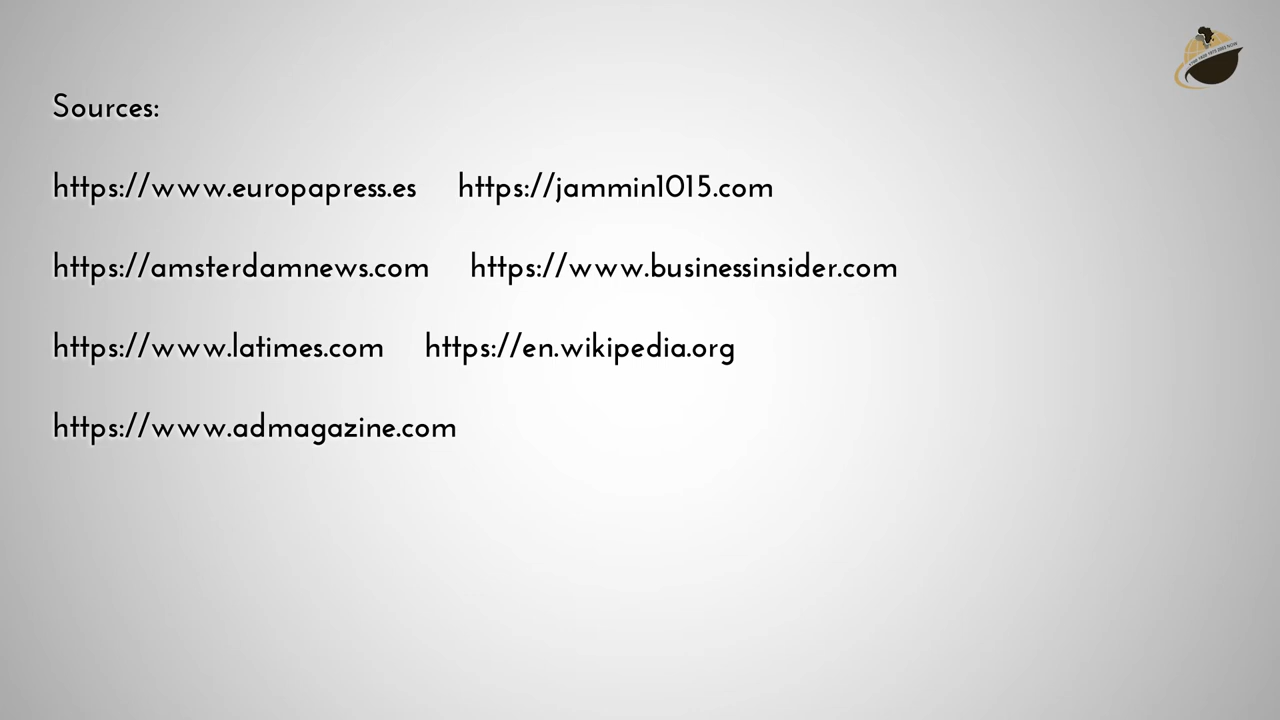 Sources:
https://www.europapress.es https://jammin1015.com
https://amsterdamnews.com https://www.businessinsider.com
https://www.latimes.com https://en.wikipedia.org
https://www.admagazine.com